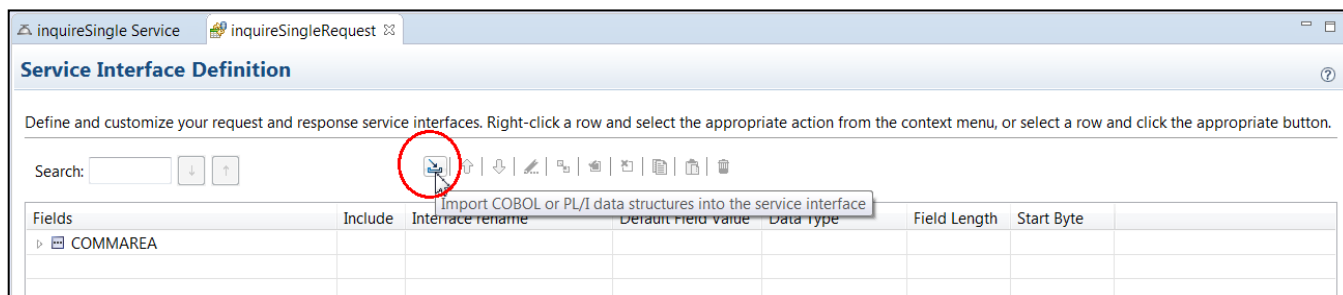 inquireSingle Service inquireSingleRequest
Service Interface Definition
Define and customize your request and response service interfaces. Right-click a row and select the appropriate action from the context menu, or select a row and click the appropriate button.
Search:
Import COBOL or PL/I data structures into the service interface
Fields Include Interface rename Default Field Value Data Type Field Length Start Byte
COMMAREA